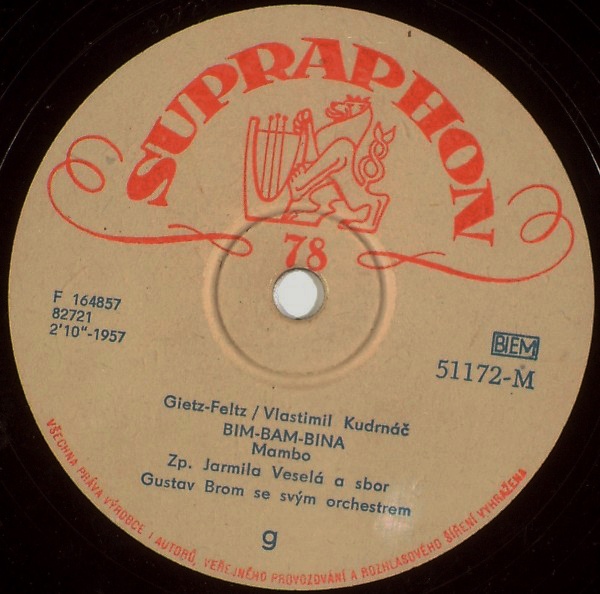 SUPRAPHON
78
F 164857
82721
2'10"-1957
BIEM
51172-M
Gietz-Feltz / Vlastimil Kudrnáč
BIM-BAM-BINA
Mambo
Zp. Jarmila Veselá a sbor
Gustav Brom se svým orchestrem
g
VŠECHNA PRÁVA VÝROBCE I AUTORŮ, VEŘEJNÉHO PROVOZOVÁNÍ A ROZHLASOVÉHO ŠÍŘENÍ VYHRAŽENA